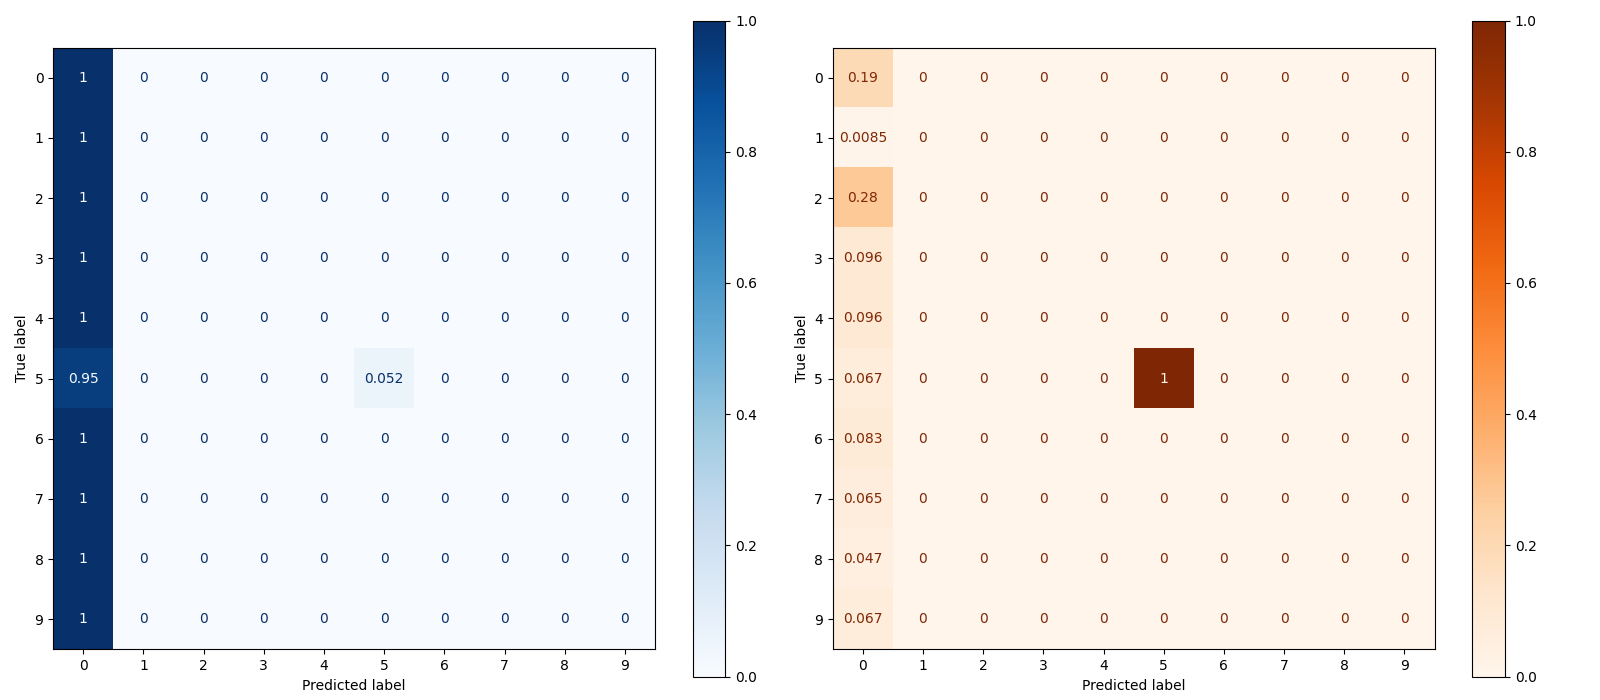 0 1 0 0 0 0 0 0 0 0 0
1 1 0 0 0 0 0 0 0 0 0
2 1 0 0 0 0 0 0 0 0 0
3 1 0 0 0 0 0 0 0 0 0
4 1 0 0 0 0 0 0 0 0 0
5 0.95 0 0 0 0 0.052 0 0 0 0
6 1 0 0 0 0 0 0 0 0 0
7 1 0 0 0 0 0 0 0 0 0
8 1 0 0 0 0 0 0 0 0 0
9 1 0 0 0 0 0 0 0 0 0
0 1 2 3 4 5 6 7 8 9
Predicted label
True label
1.0
0.8
0.6
0.4
0.2
0.0
0 0.19 0 0 0 0 0 0 0 0 0
1 0.0085 0 0 0 0 0 0 0 0 0
2 0.28 0 0 0 0 0 0 0 0 0
3 0.096 0 0 0 0 0 0 0 0 0
4 0.096 0 0 0 0 0 0 0 0 0
5 0.067 0 0 0 0 1 0 0 0 0
6 0.083 0 0 0 0 0 0 0 0 0
7 0.065 0 0 0 0 0 0 0 0 0
8 0.047 0 0 0 0 0 0 0 0 0
9 0.067 0 0 0 0 0 0 0 0 0
0 1 2 3 4 5 6 7 8 9
Predicted label
True label
1.0
0.8
0.6
0.4
0.2
0.0